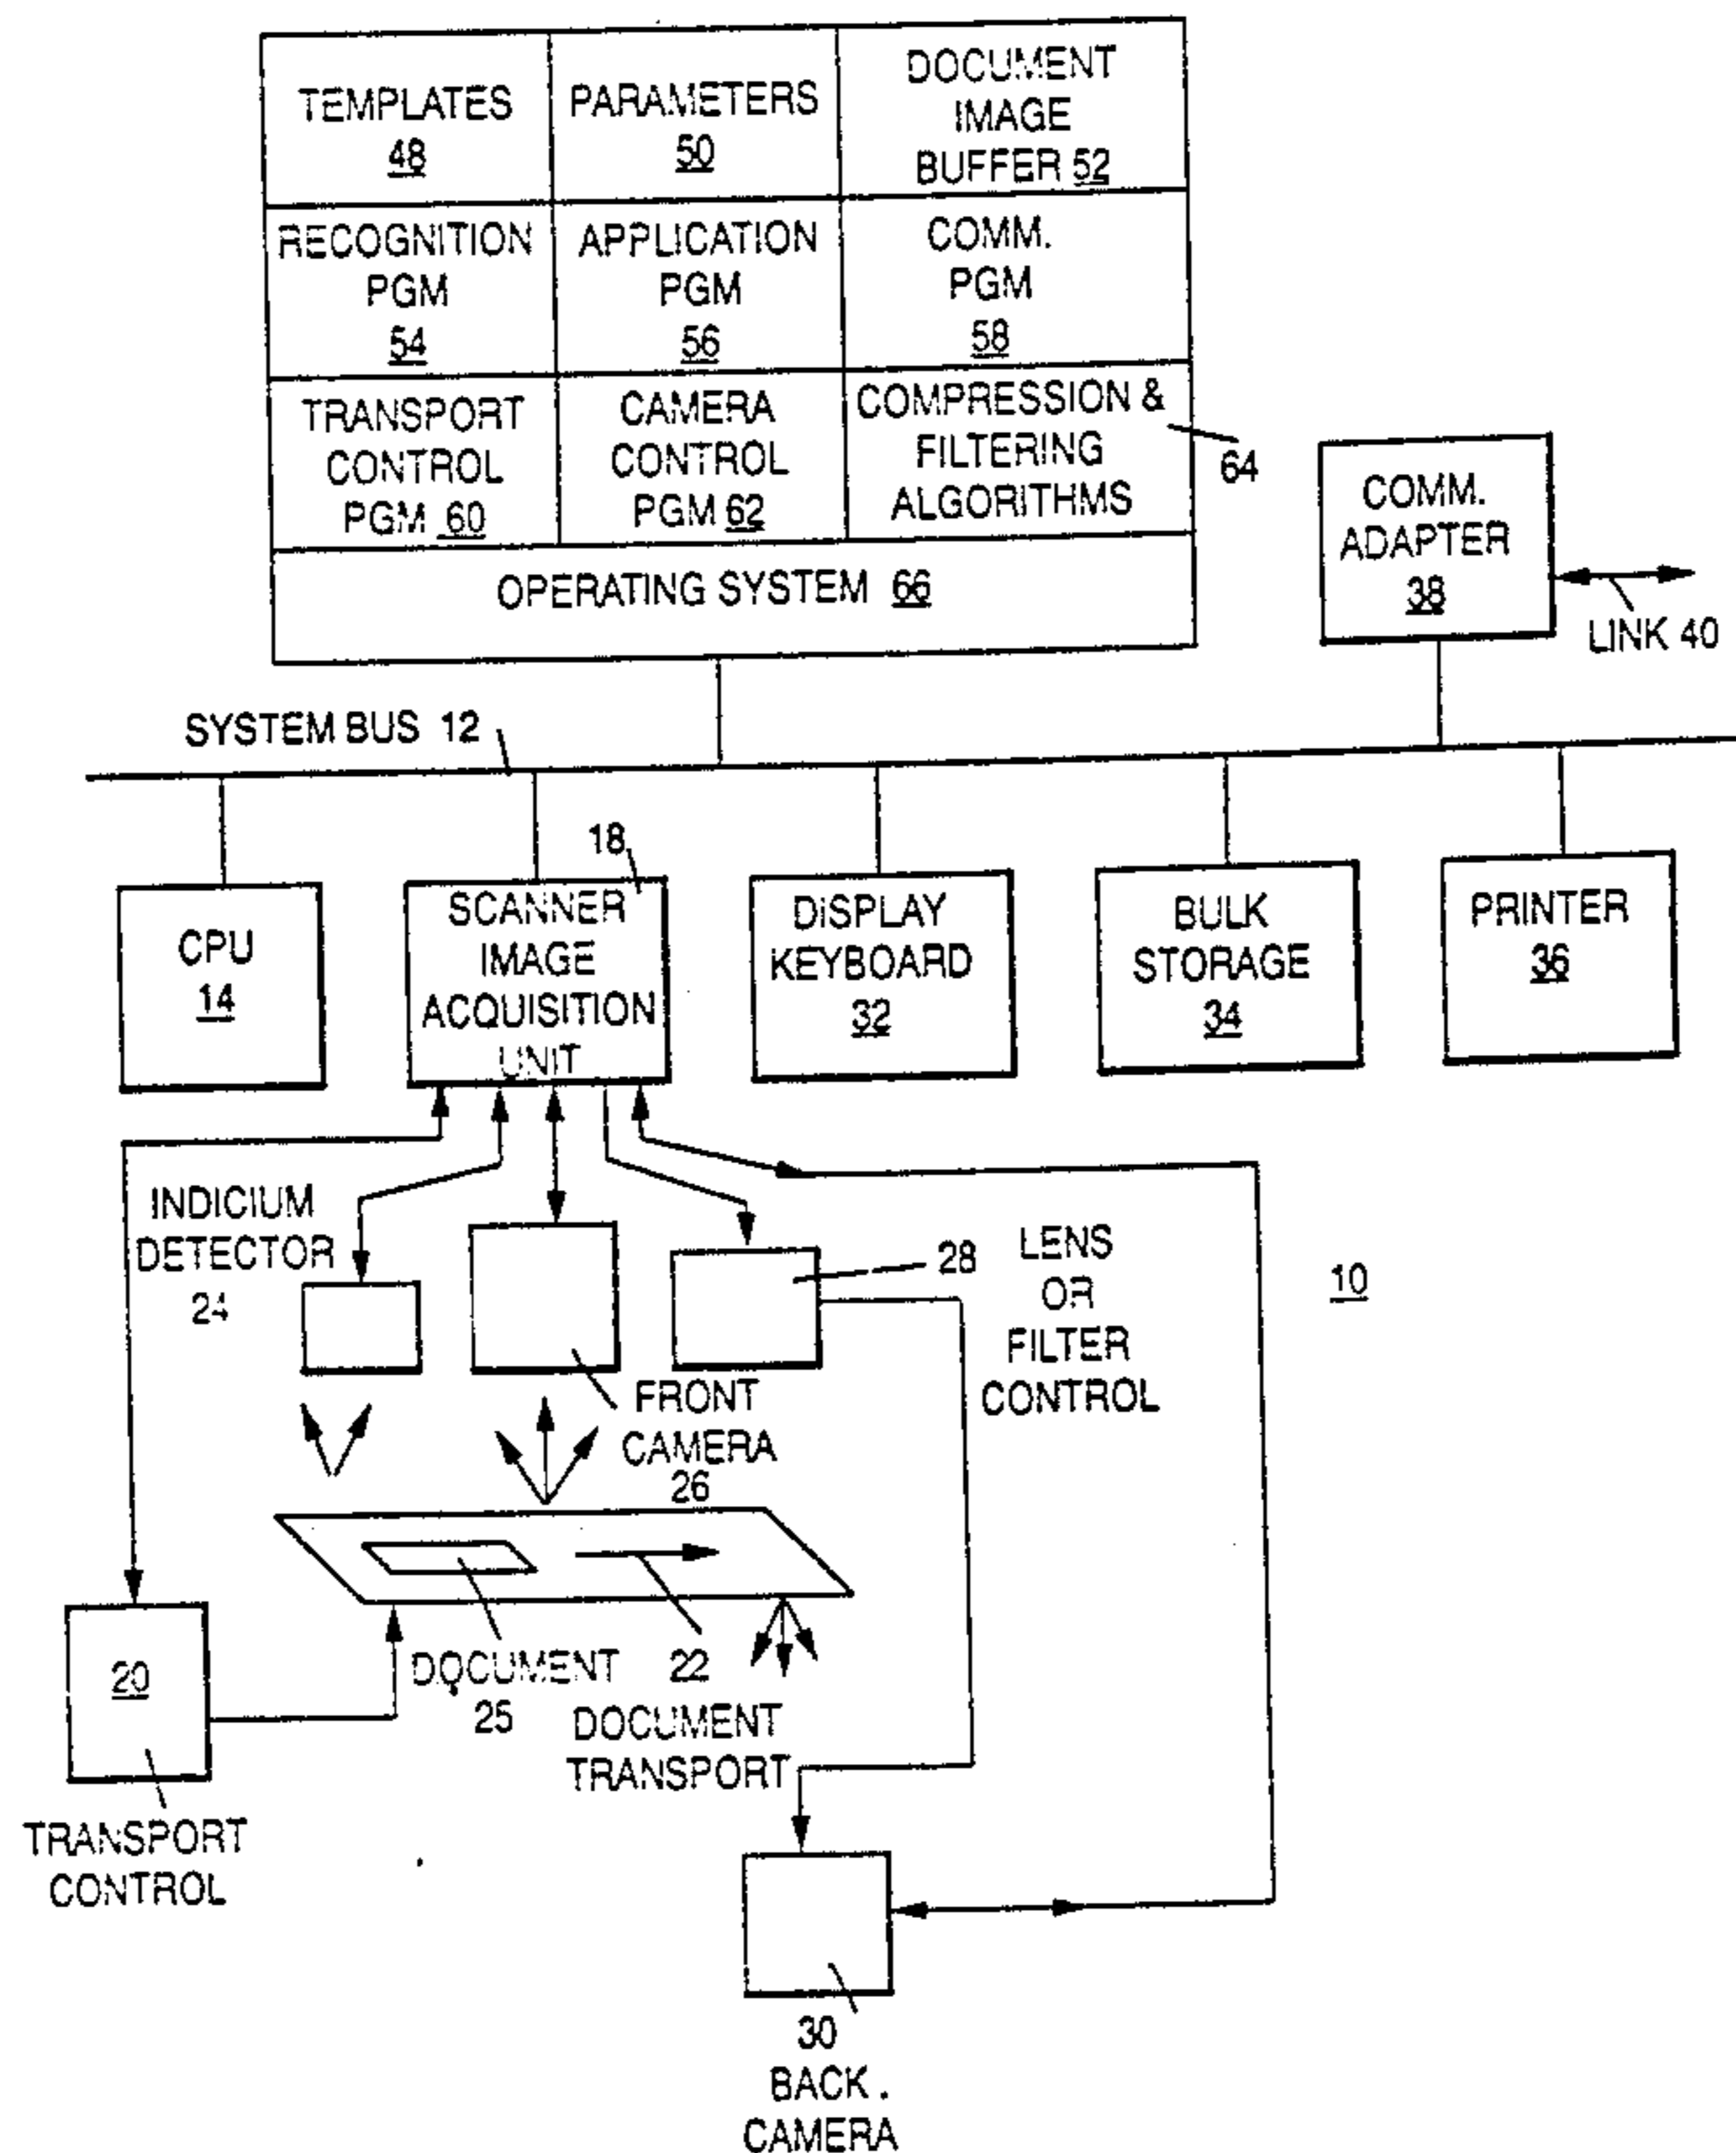 TEMPLATES
48
PARAMETERS
50
DOCUMENT
IMAGE
BUFFER 52
RECOGNITION
PGM
54
APPLICATION
PGM
56
COMM.
PGM
58
TRANSPORT
CONTROL
PGM 60
CAMERA
CONTROL
PGM 62
COMPRESSION &
FILTERING
ALGORITHMS
64
OPERATING SYSTEM 66
COMM.
ADAPTER
38
LINK 40
SYSTEM BUS 12
CPU
14
18
SCANNER
IMAGE
ACQUISITION
UNIT
DISPLAY
KEYBOARD
32
BULK
STORAGE
34
PRINTER
36
INDICIUM
DETECTOR
24
FRONT
CAMERA
26
28
LENS
OR
FILTER
CONTROL
10
20
TRANSPORT
CONTROL
DOCUMENT
25
22
DOCUMENT
TRANSPORT
30
BACK.
CAMERA